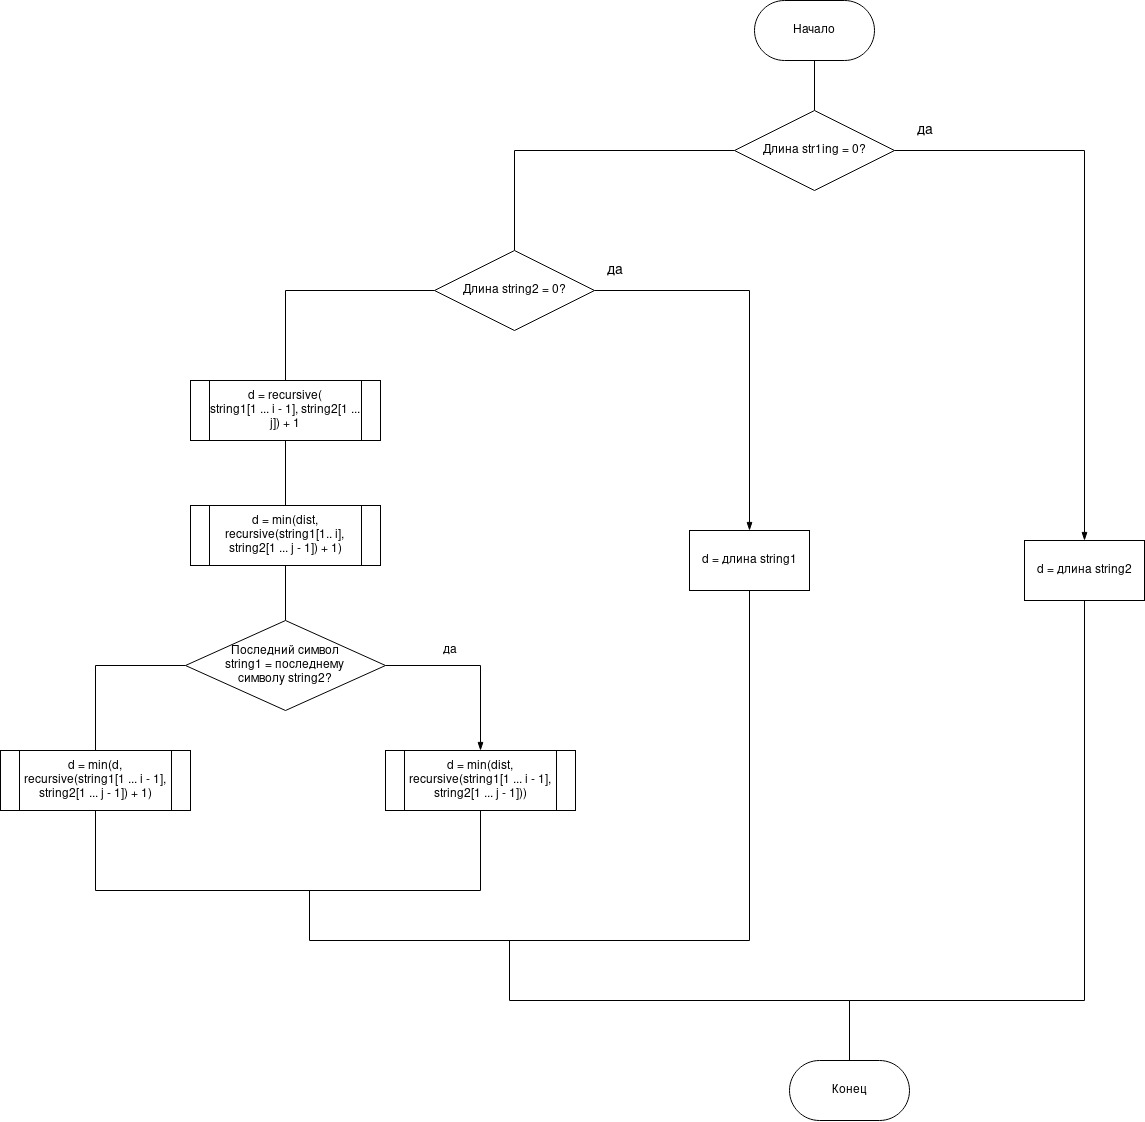 Начало
да
Длина str1ing = 0?
да
Длина string2 = 0?
d = recursive(
string1[1 ... i - 1], string2[1 ...
j]) + 1
d = min(dist,
recursive(string1[1.. i],
string2[1 ... j - 1]) + 1)
d = длина string1
d = длина string2
Последний символ
string1 = последнему
символу string2?
да
d = min(d,
recursive(string1[1 ... i - 1],
string2[1 ... j - 1]) + 1)
d = min(dist,
recursive(string1[1 ... i - 1],
string2[1 ... j - 1]))
Конец